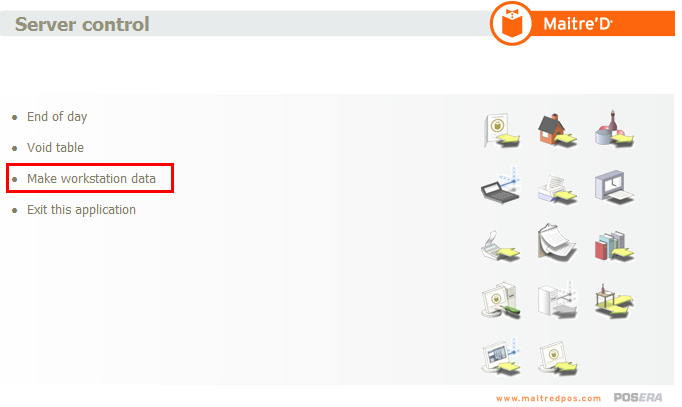 Server control
Maitre'D®
• End of day
• Void table
• Make workstation data
• Exit this application
www.maitredpos.com POSERA